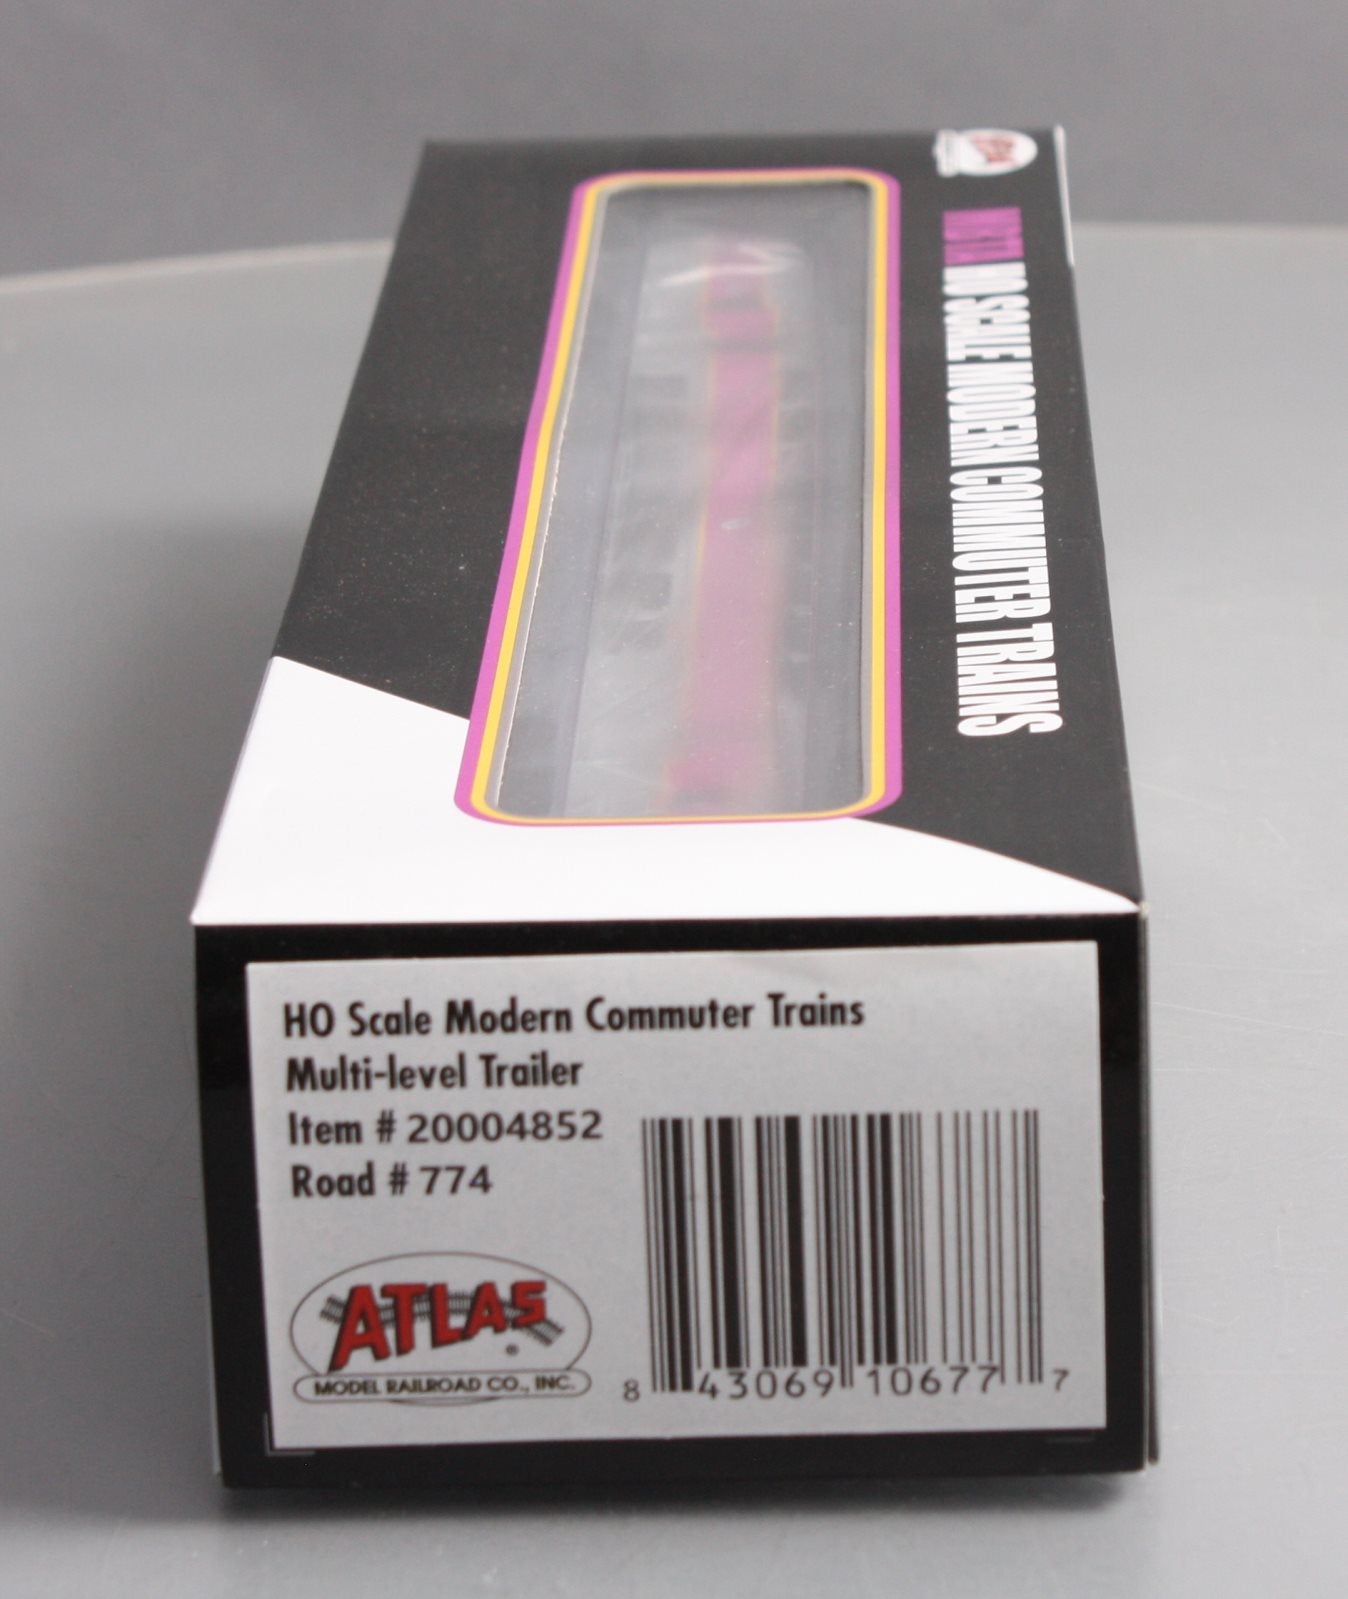 HO SCALE MODERN COMMUTER TRAINS
HO Scale Modern Commuter Trains
Multi-level Trailer
Item # 20004852
Road # 774
ATLAS®
MODEL RAILROAD CO., INC.
8 43069 10677 7